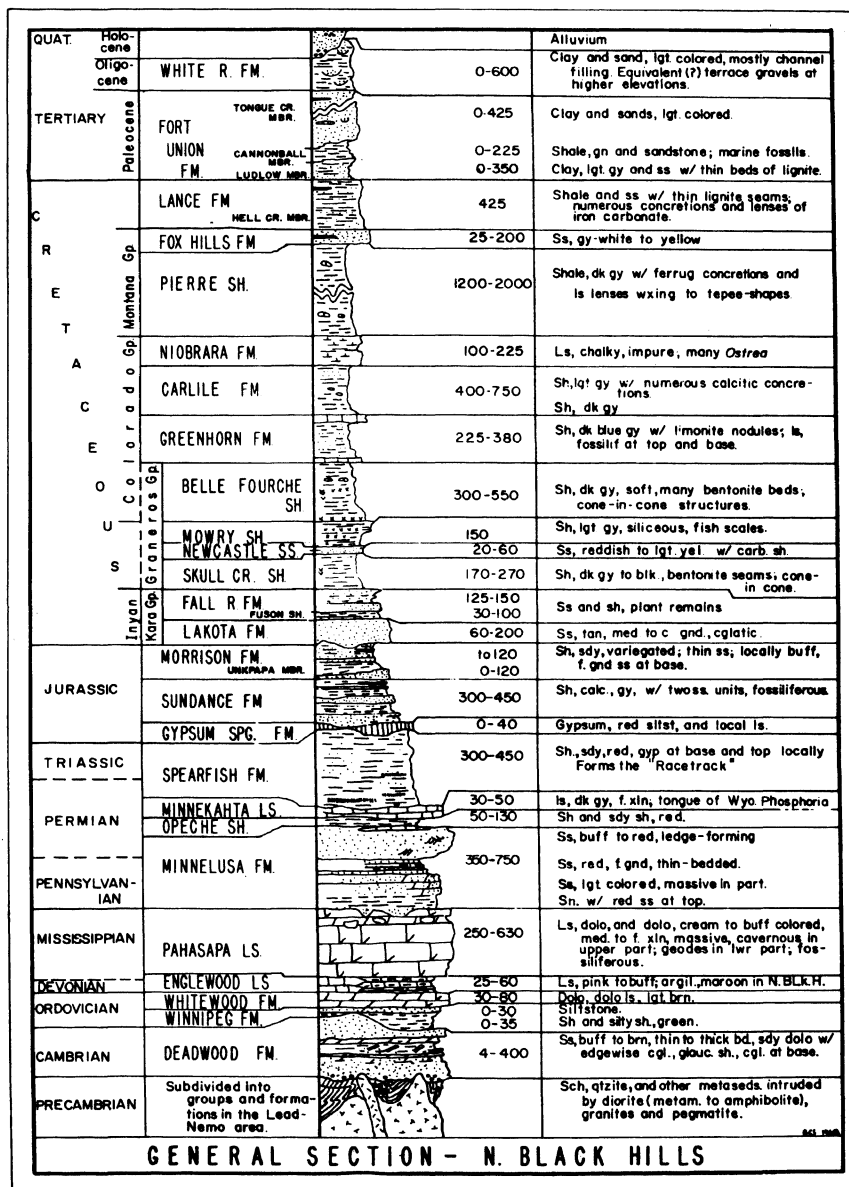 QUAT. Holo-
cene
Alluvium
Oligo-
cene
WHITE R. FM. 0-600 Clay and sand, lgt. colored, mostly channel
filling. Equivalent (?) terrace gravels at
higher elevations.
TERTIARY
Paleocene
TONGUE CR.
MBR.
0-425 Clay and sands, lgt. colored.
FORT
UNION
FM.
CANNONBALL
MBR.
0-225 Shale, gn and sandstone; marine fossils.
LUDLOW MBR. 0-350 Clay, lgt. gy and ss w/ thin beds of lignite.
CRETACEOUS
LANCE FM
HELL CR. MBR.
425 Shale and ss w/ thin lignite seams;
numerous concretions and lenses of
iron carbonate.
Montana Gp
FOX HILLS FM 25-200 Ss, gy-white to yellow
PIERRE SH. 1200-2000 Shale, dk gy w/ ferrug concretions and
ls lenses wxing to tepee-shapes
Colorado Gp.
NIOBRARA FM. 100-225 Ls, chalky, impure; many Ostrea
CARLILE FM 400-750 Sh, lgt gy w/ numerous calcitic concre-
tions.
Sh, dk gy
GREENHORN FM 225-380 Sh, dk blue gy w/ limonite nodules; ls,
fossilif at top and base.
Graneros Gp.
BELLE FOURCHE
SH.
300-550 Sh, dk gy, soft, many bentonite beds;
cone-in-cone structures.
MOWRY SH. 150 Sh, lgt gy, siliceous, fish scales.
NEWCASTLE SS. 20-60 Ss, reddish to lgt. yel. w/ carb. sh.
SKULL CR. SH. 170-270 Sh, dk gy to blk., bentonite seams; cone-
in cone.
Inyan
Kara Gp.
FALL R FM 125-150 Ss and sh, plant remains
FUSON SH. 30-100
LAKOTA FM. 60-200 Ss, tan, med to c gnd., cglatic.
JURASSIC
MORRISON FM. to 120 Sh, sdy, variegated; thin ss; locally buff,
f. gnd ss at base.
UNKPAPA MBR. 0-120
SUNDANCE FM 300-450 Sh, calc., gy, w/ two ss. units, fossiliferous.
GYPSUM SPG. FM. 0-40 Gypsum, red sltst, and local ls.
TRIASSIC
SPEARFISH FM. 300-450 Sh., sdy, red, gyp at base and top locally
Forms the "Racetrack"
PERMIAN
MINNEKAHTA LS. 30-50 ls, dk gy, f. xln; tongue of Wyo. Phosphoria
OPECHE SH. 50-130 Sh and sdy sh, red.
MINNELUSA FM. 350-750 Ss, buff to red, ledge-forming
Ss, red, f. gnd, thin-bedded.
PENNSYLVAN-
IAN
Ss, lgt colored, massive in part.
Sn. w/ red ss at top.
MISSISSIPPIAN
PAHASAPA LS. 250-630 Ls, dolo, and dolo, cream to buff colored,
med. to f. xln, massive, cavernous in
upper part; geodes in lwr part; fos-
siliferous.
DEVONIAN
ENGLEWOOD LS 25-60 Ls, pink to buff; argil., maroon in N. BLk. H.
ORDOVICIAN
WHITEWOOD FM. 30-80 Dolo, dolo ls, lgt. brn.
WINNIPEG FM. 0-30 Siltstone.
0-35 Sh and silty sh., green.
CAMBRIAN DEADWOOD FM. 4-400 Ss, buff to brn, thin to thick bd., sdy dolo w/
edgewise cgl., glauc. sh., cgl. at base.
PRECAMBRIAN
Subdivided into
groups and forma-
tions in the Lead-
Nemo area.
Sch, qtzite, and other metaseds. intruded
by diorite (metam. to amphibolite),
granites and pegmatite.
GENERAL SECTION- N. BLACK HILLS